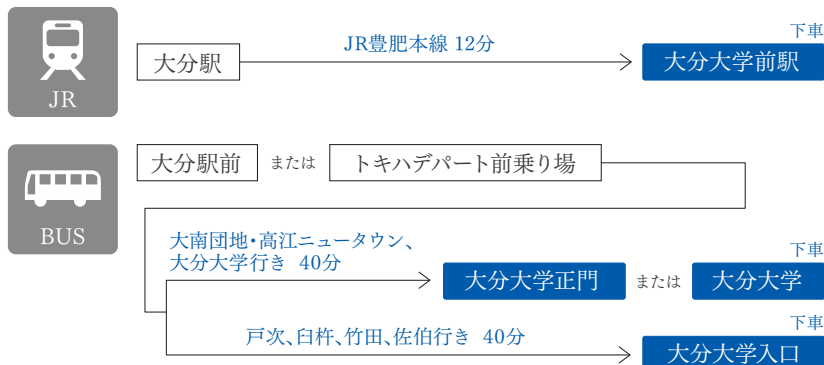 JR
大分駅
JR豊肥本線 12分
下車
大分大学前駅
BUS
大分駅前 または トキハデパート前乗り場
大南団地・高江ニュータウン、
大分大学行き 40分
大分大学正門 または 大分大学
下車
戸次、臼杵、竹田、佐伯行き 40分
下車
大分大学入口